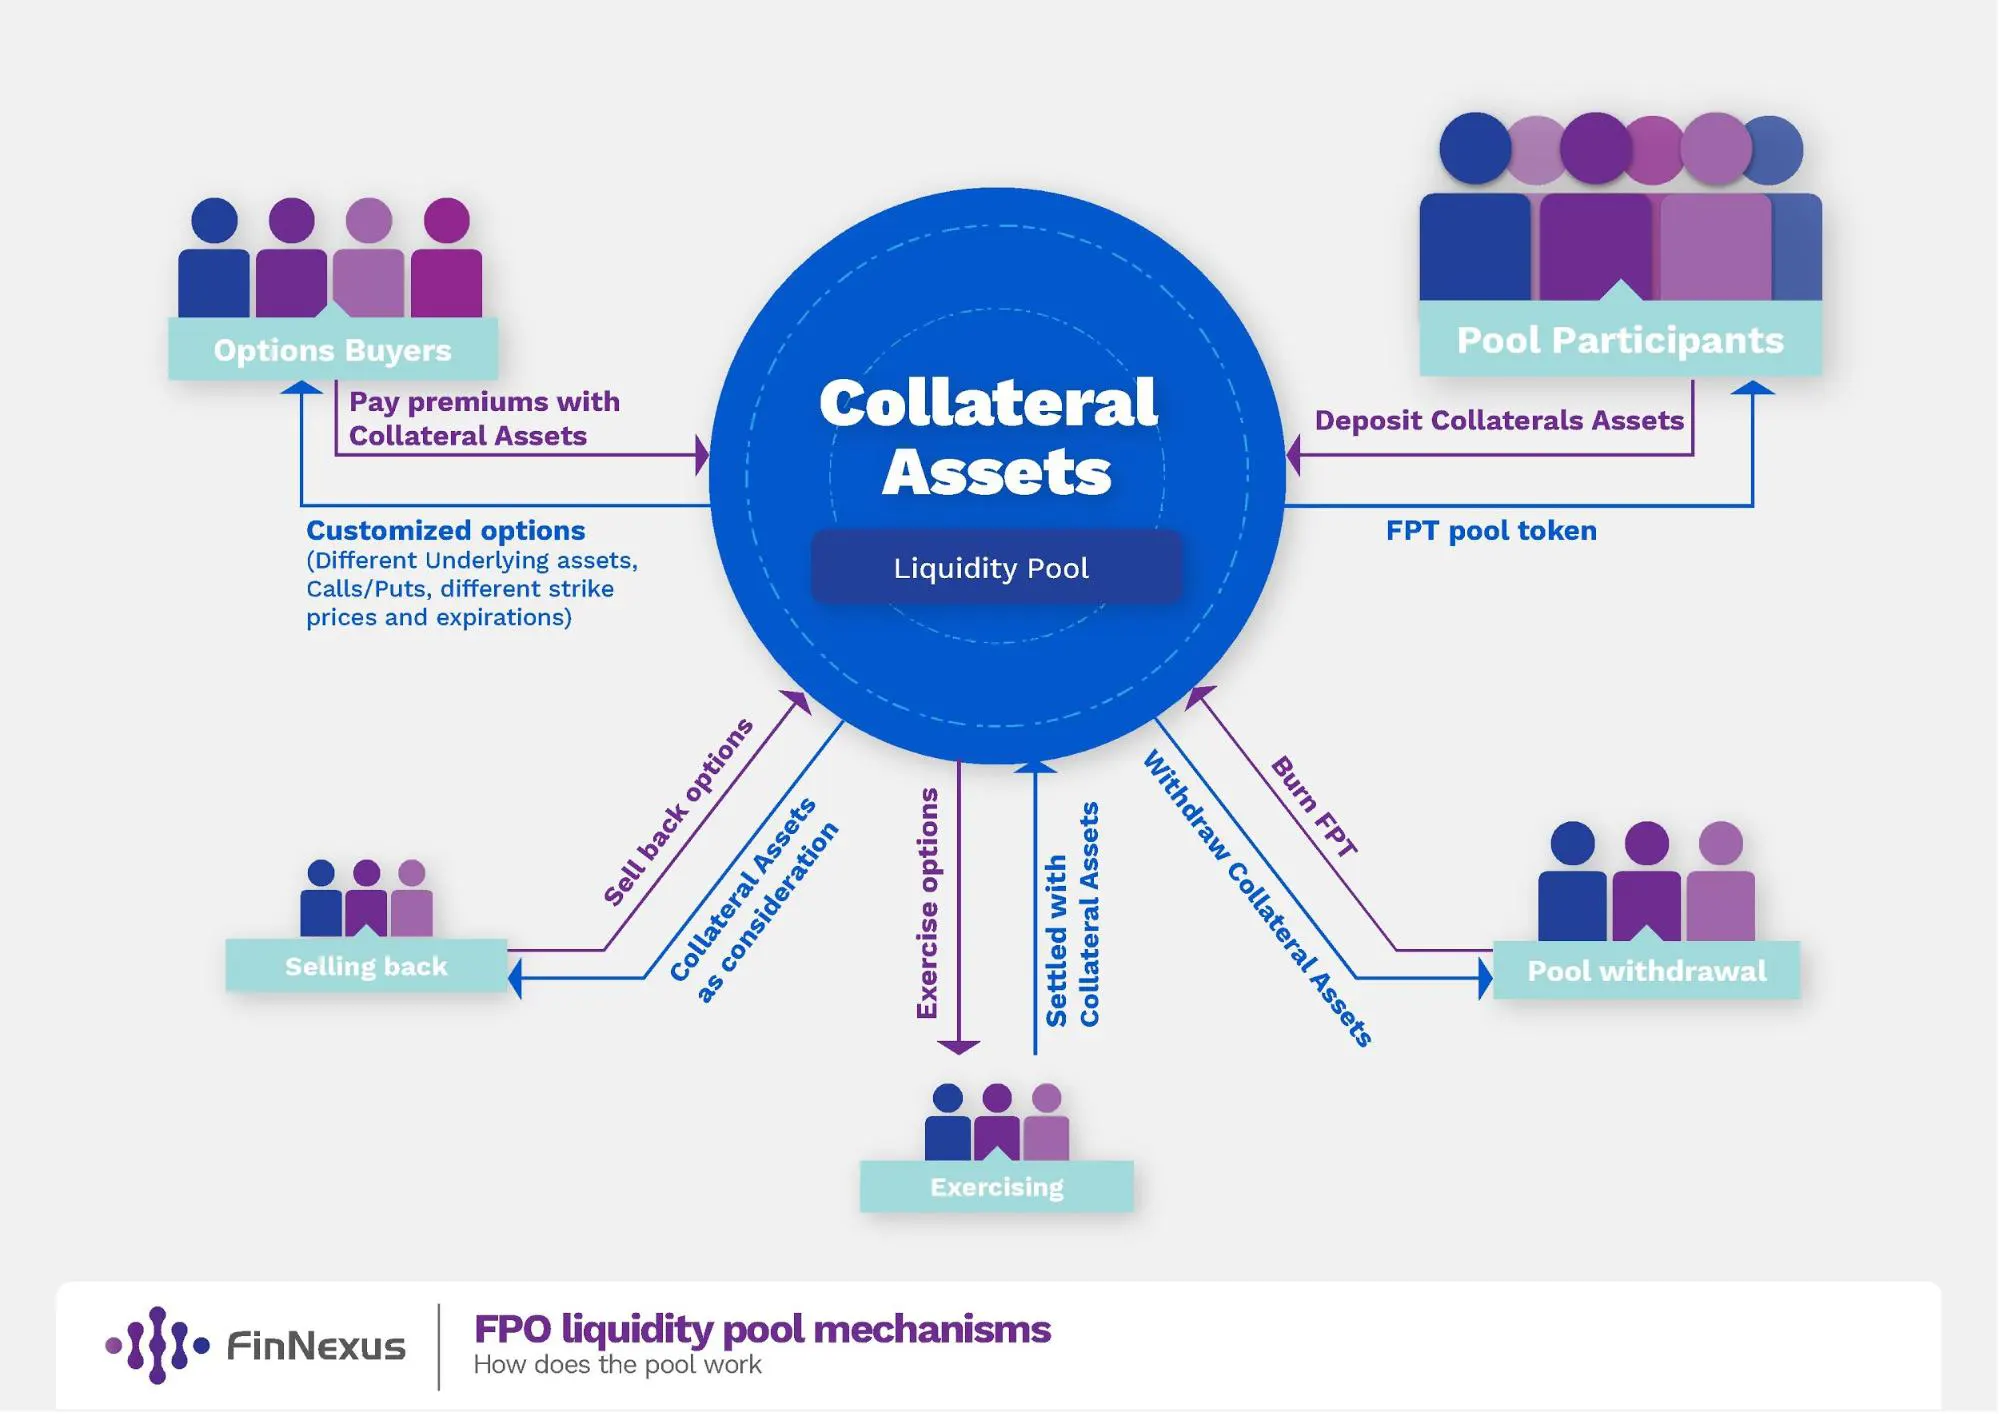 Options Buyers
Pool Participants
Pay premiums with
Collateral Assets
Customized options
(Different Underlying assets,
Calls/Puts, different strike
prices and expirations)
Collateral
Assets
Liquidity Pool
Deposit Collaterals Assets
FPT pool token
Sell back options
Collateral Assets
as consideration
Exercise options
Settled with
Collateral Assets
Withdraw Collateral Assets
Burn FPT
Selling back
Pool withdrawal
Exercising
FinNexus
FPO liquidity pool mechanisms
How does the pool work